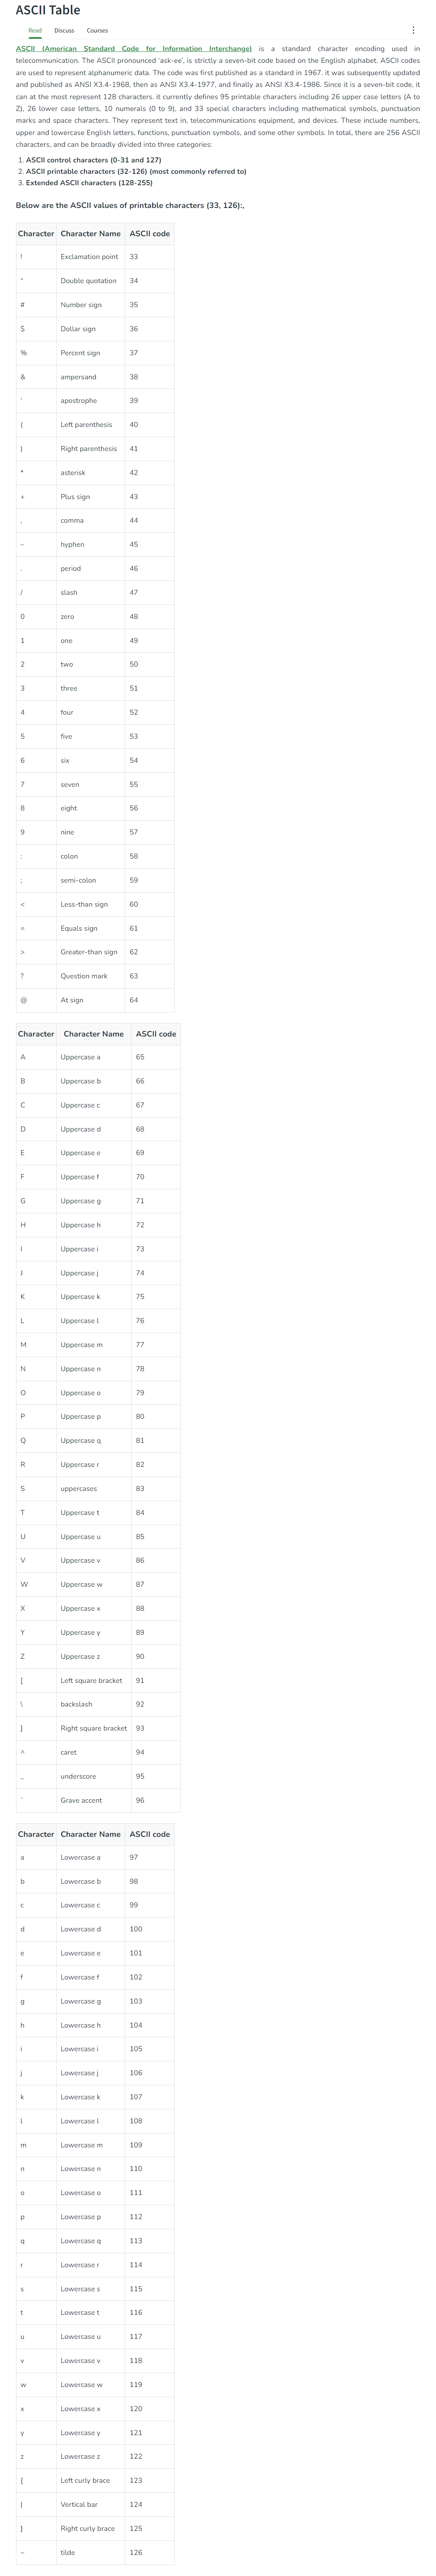 ASCII Table
Read Discuss Courses
ASCII (American Standard Code for Information Interchange) is a standard character encoding used in
telecommunication. The ASCII pronounced ‘ask-ee’, is strictly a seven-bit code based on the English alphabet. ASCII codes
are used to represent alphanumeric data. The code was first published as a standard in 1967. it was subsequently updated
and published as ANSI X3.4-1968, then as ANSI X3.4-1977, and finally as ANSI X3.4-1986. Since it is a seven-bit code, it
can at the most represent 128 characters. it currently defines 95 printable characters including 26 upper case letters (A to
Z), 26 lower case letters, 10 numerals (0 to 9), and 33 special characters including mathematical symbols, punctuation
marks and space characters. They represent text in, telecommunications equipment, and devices. These include numbers,
upper and lowercase English letters, functions, punctuation symbols, and some other symbols. In total, there are 256 ASCII
characters, and can be broadly divided into three categories:
1. ASCII control characters (0-31 and 127)
2. ASCII printable characters (32-126) (most commonly referred to)
3. Extended ASCII characters (128-255)
Below are the ASCII values of printable characters (33, 126):,
Character Character Name ASCII code
! Exclamation point 33
" Double quotation 34
# Number sign 35
$ Dollar sign 36
% Percent sign 37
& ampersand 38
' apostrophe 39
( Left parenthesis 40
) Right parenthesis 41
* asterisk 42
+ Plus sign 43
, comma 44
– hyphen 45
. period 46
/ slash 47
0 zero 48
1 one 49
2 two 50
3 three 51
4 four 52
5 five 53
6 six 54
7 seven 55
8 eight 56
9 nine 57
: colon 58
; semi-colon 59
< Less-than sign 60
= Equals sign 61
> Greater-than sign 62
? Question mark 63
@ At sign 64
Character Character Name ASCII code
A Uppercase a 65
B Uppercase b 66
C Uppercase c 67
D Uppercase d 68
E Uppercase e 69
F Uppercase f 70
G Uppercase g 71
H Uppercase h 72
I Uppercase i 73
J Uppercase j 74
K Uppercase k 75
L Uppercase l 76
M Uppercase m 77
N Uppercase n 78
O Uppercase o 79
P Uppercase p 80
Q Uppercase q 81
R Uppercase r 82
S uppercases 83
T Uppercase t 84
U Uppercase u 85
V Uppercase v 86
W Uppercase w 87
X Uppercase x 88
Y Uppercase y 89
Z Uppercase z 90
[ Left square bracket 91
\ backslash 92
] Right square bracket 93
^ caret 94
_ underscore 95
` Grave accent 96
Character Character Name ASCII code
a Lowercase a 97
b Lowercase b 98
c Lowercase c 99
d Lowercase d 100
e Lowercase e 101
f Lowercase f 102
g Lowercase g 103
h Lowercase h 104
i Lowercase i 105
j Lowercase j 106
k Lowercase k 107
l Lowercase l 108
m Lowercase m 109
n Lowercase n 110
o Lowercase o 111
p Lowercase p 112
q Lowercase q 113
r Lowercase r 114
s Lowercase s 115
t Lowercase t 116
u Lowercase u 117
v Lowercase v 118
w Lowercase w 119
x Lowercase x 120
y Lowercase y 121
z Lowercase z 122
{ Left curly brace 123
| Vertical bar 124
} Right curly brace 125
~ tilde 126